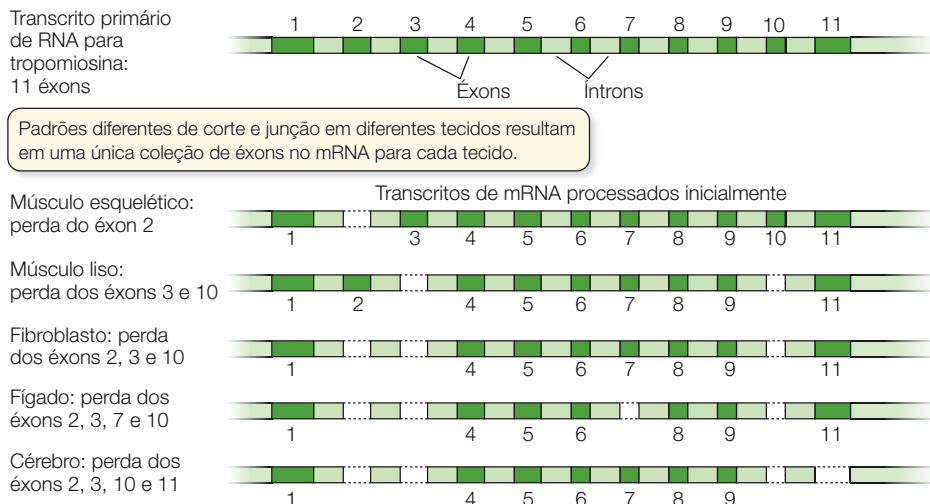 Transcrito primário
de RNA para
tropomiosina:
11 éxons
1 2 3 4 5 6 7 8 9 10 11
Éxons Íntrons
Padrões diferentes de corte e junção em diferentes tecidos resultam
em uma única coleção de éxons no mRNA para cada tecido.
Transcritos de mRNA processados inicialmente
Músculo esquelético:
perda do éxon 2
1 3 4 5 6 7 8 9 10 11
Músculo liso:
perda dos éxons 3 e 10
1 2 4 5 6 7 8 9 11
Fibroblasto: perda
dos éxons 2, 3 e 10
1 4 5 6 7 8 9 11
Fígado: perda dos
éxons 2, 3, 7 e 10
1 4 5 6 8 9 11
Cérebro: perda dos
éxons 2, 3, 10 e 11
1 4 5 6 7 8 9